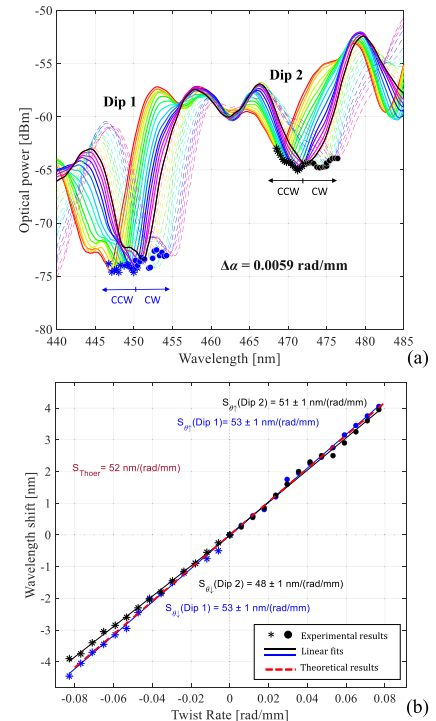 -50
-55
-60
-65
-70
-75
-80
Optical power [dBm]
Dip 1
Dip 2
CCW CW
CCW CW
Δα = 0.0059 rad/mm
440 445 450 455 460 465 470 475 480 485
Wavelength [nm]
(a)
4
3
2
1
0
-1
-2
-3
-4
Wavelength shift [nm]
Sθ↑(Dip 2) = 51 ± 1 nm/(rad/mm)
Sθ↑(Dip 1)= 53 ± 1 nm/(rad/mm)
SThoer= 52 nm/(rad/mm)
Sθ↓(Dip 2) = 48 ± 1 nm/(rad/mm)
Sθ↓(Dip 1) = 53 ± 1 nm/(rad/mm)
Experimental results
Linear fits
Theoretical results
-0.08 -0.06 -0.04 -0.02 0 0.02 0.04 0.06 0.08
Twist Rate [rad/mm]
(b)